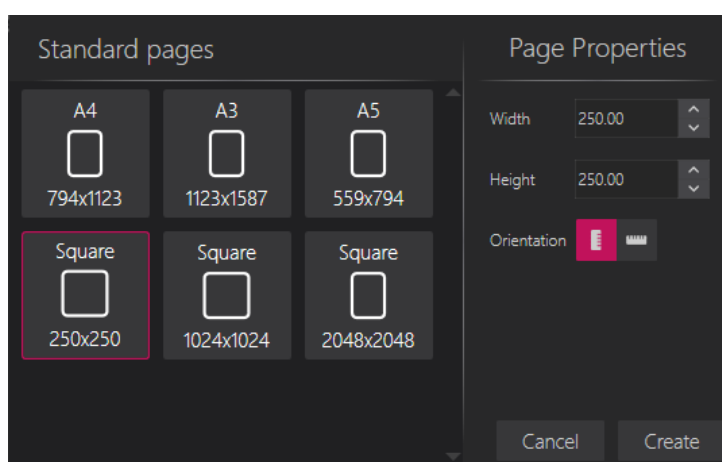 Standard pages
A4
794x1123
A3
1123x1587
A5
559x794
Square
250x250
Square
1024x1024
Square
2048x2048
Page Properties
Width 250.00
Height 250.00
Orientation
Cancel Create